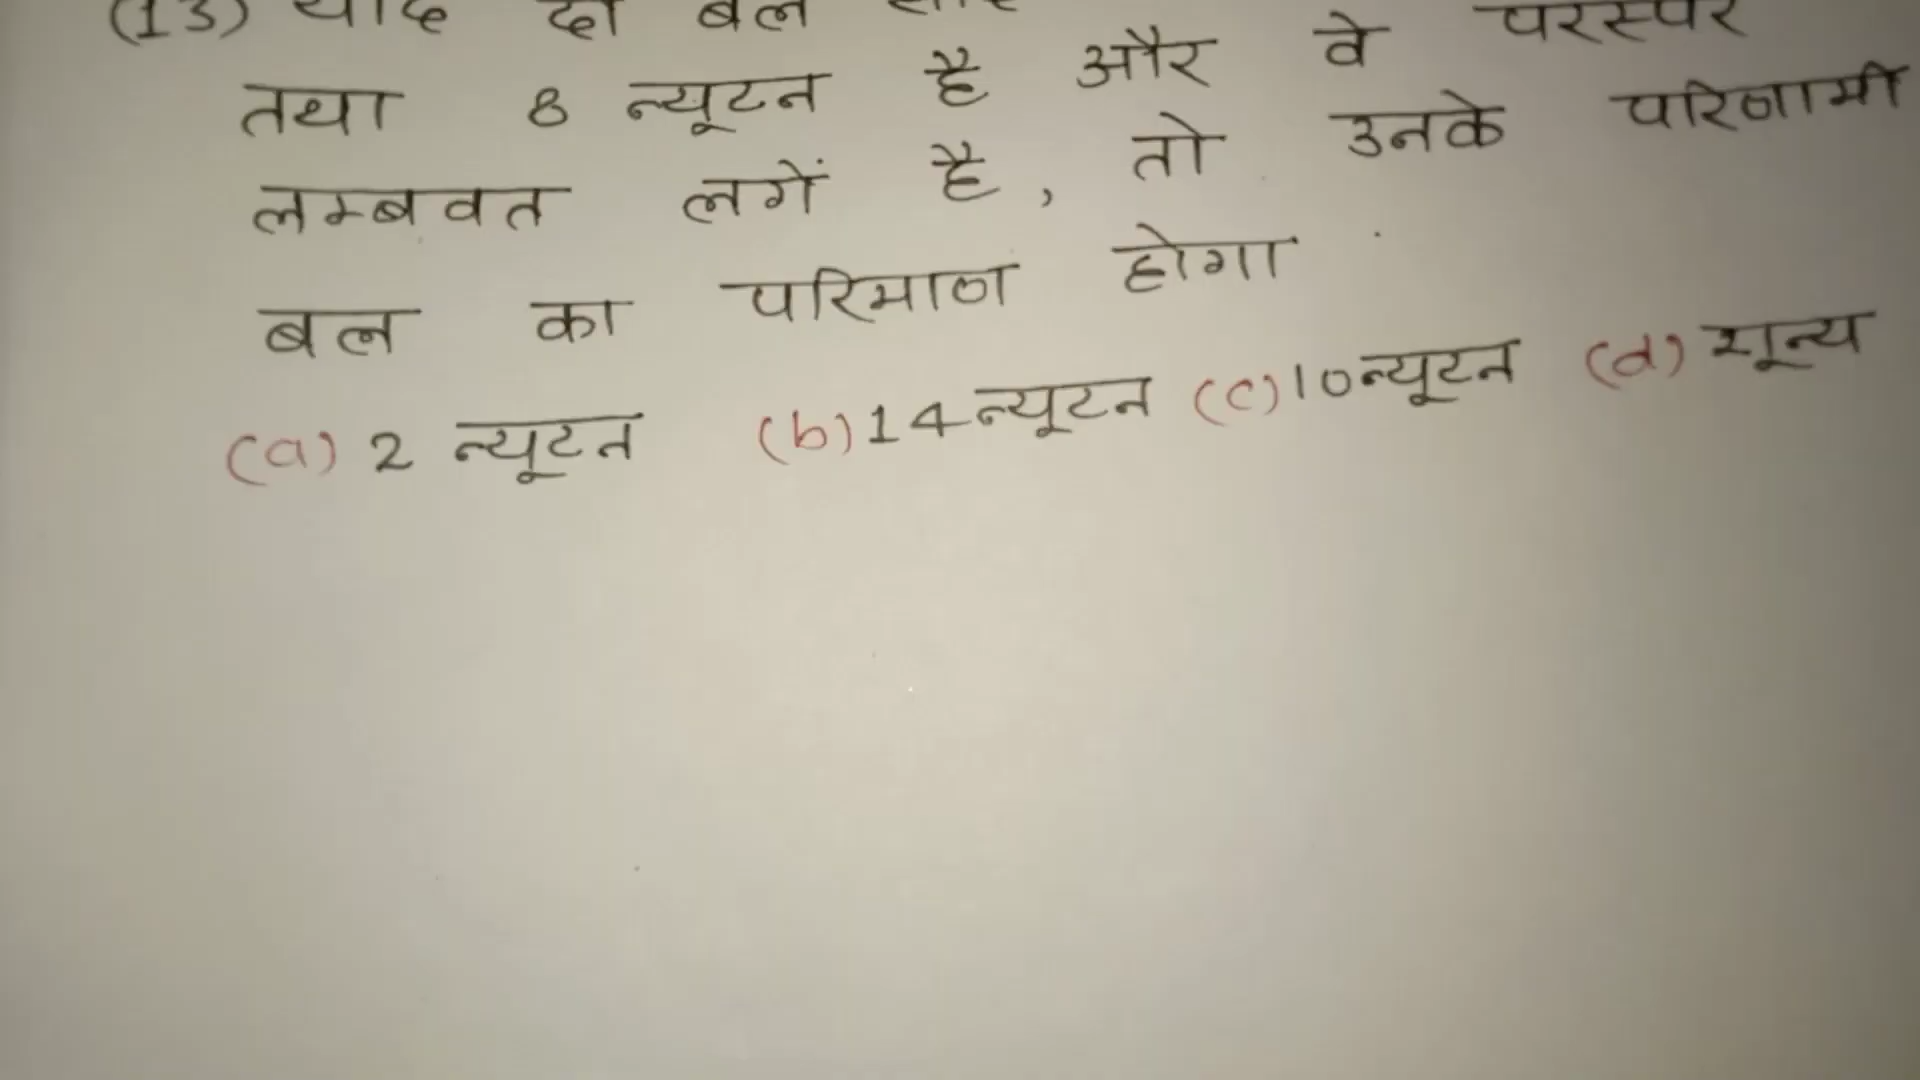 (13) यदि दो बल
तथा 8 न्यूटन है और वे परस्पर
लम्बवत लगें है, तो उनके परिणामी
बल का परिमाण होगा
(a) 2 न्यूटन (b) 14 न्यूटन (c) 10 न्यूटन (d) शून्य